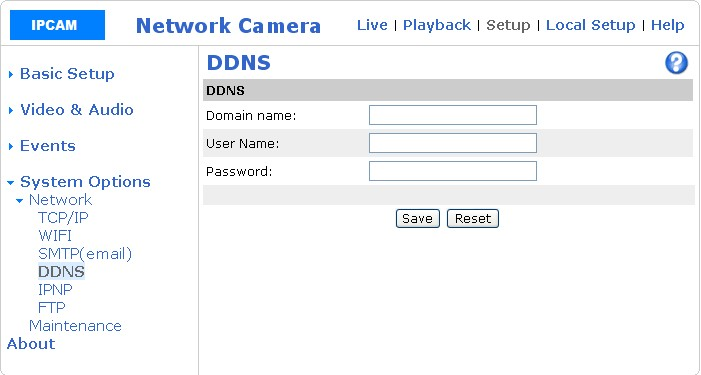 IPCAM Network Camera Live | Playback | Setup | Local Setup | Help
Basic Setup
Video & Audio
Events
System Options
Network
TCP/IP
WIFI
SMTP(email)
DDNS
IPNP
FTP
Maintenance
About
DDNS ?
DDNS
Domain name:
User Name:
Password:
Save Reset